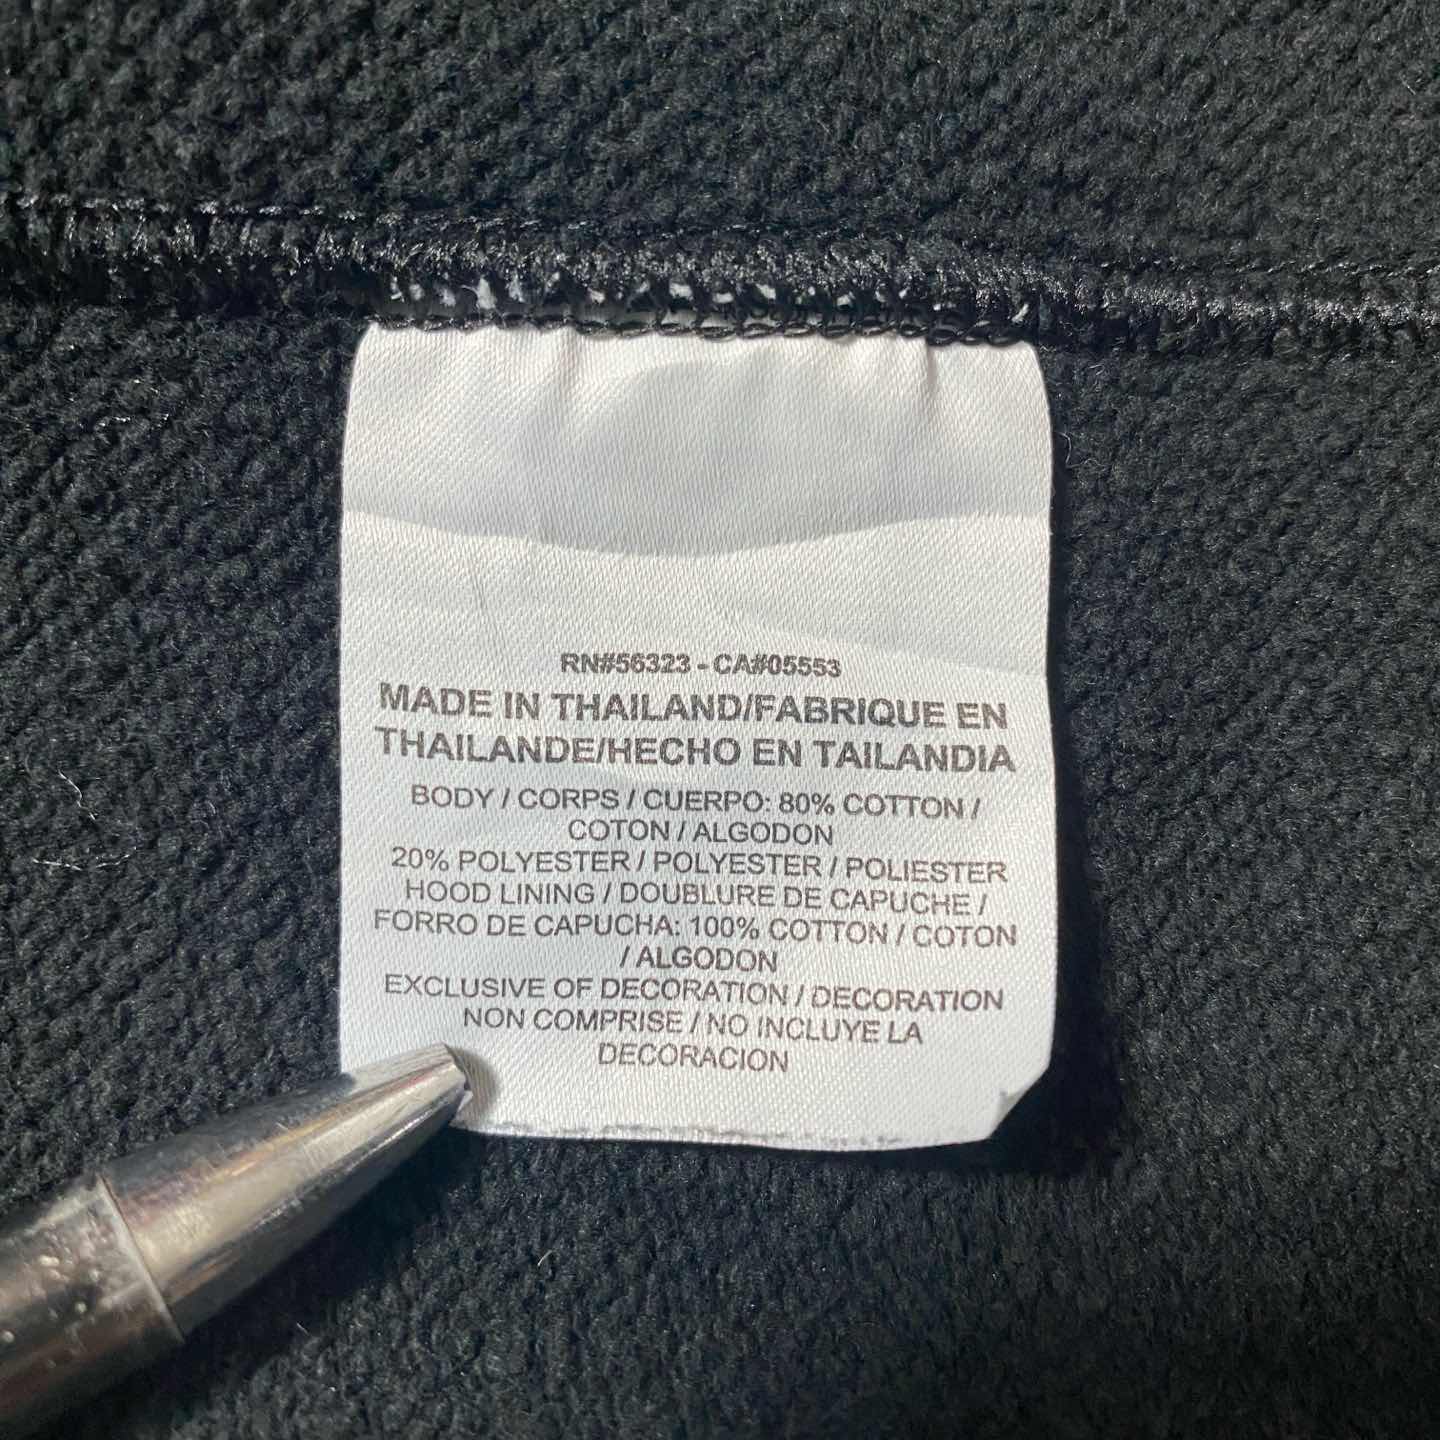 RN#56323 - CA#05553
MADE IN THAILAND/FABRIQUE EN
THAILANDE/HECHO EN TAILANDIA
BODY / CORPS / CUERPO: 80% COTTON /
COTON / ALGODON
20% POLYESTER / POLYESTER / POLIESTER
HOOD LINING / DOUBLURE DE CAPUCHE /
FORRO DE CAPUCHA: 100% COTTON / COTON
/ ALGODON
EXCLUSIVE OF DECORATION / DECORATION
NON COMPRISE / NO INCLUYE LA
DECORACION